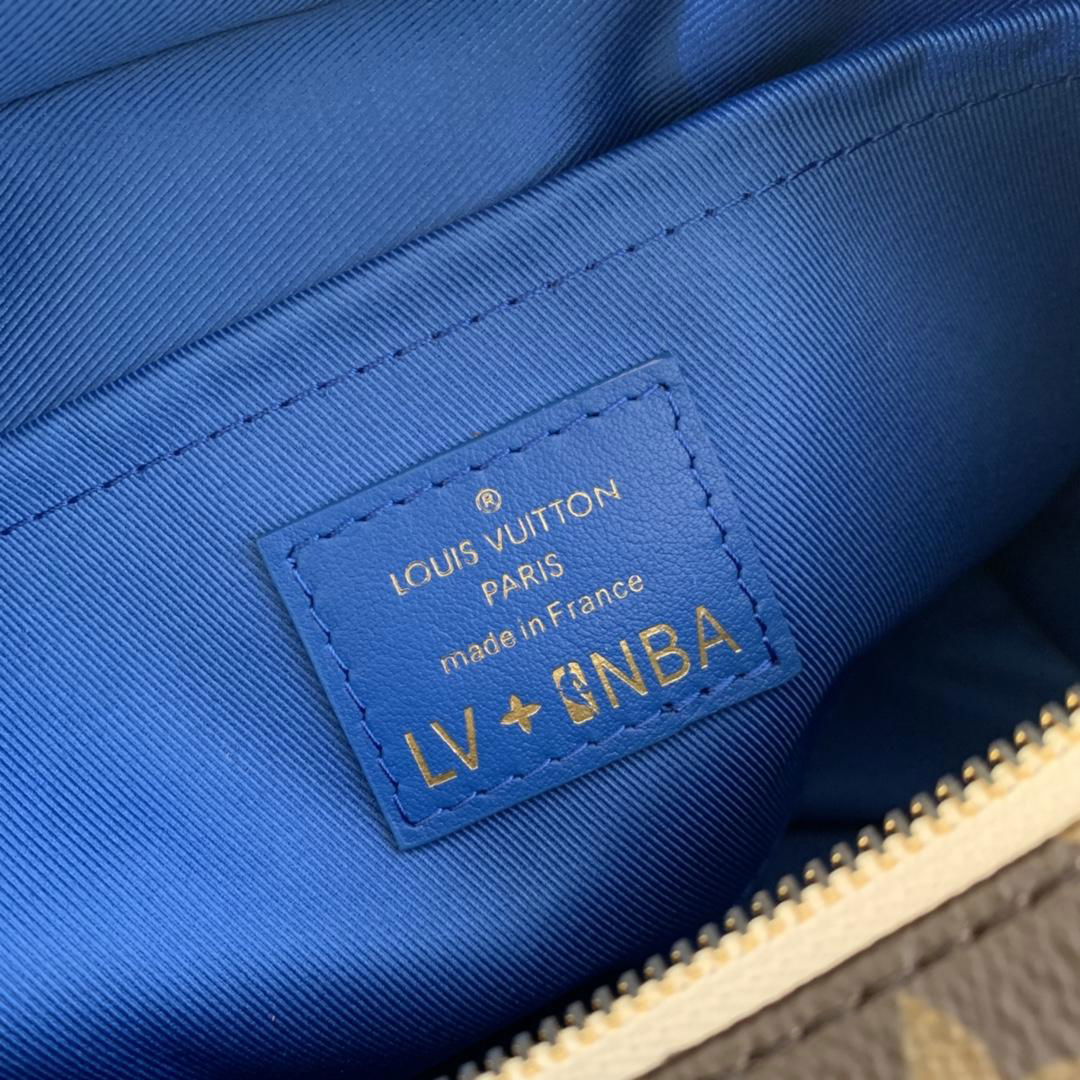 ®
LOUIS VUITTON
PARIS
made in France
LV + NBA